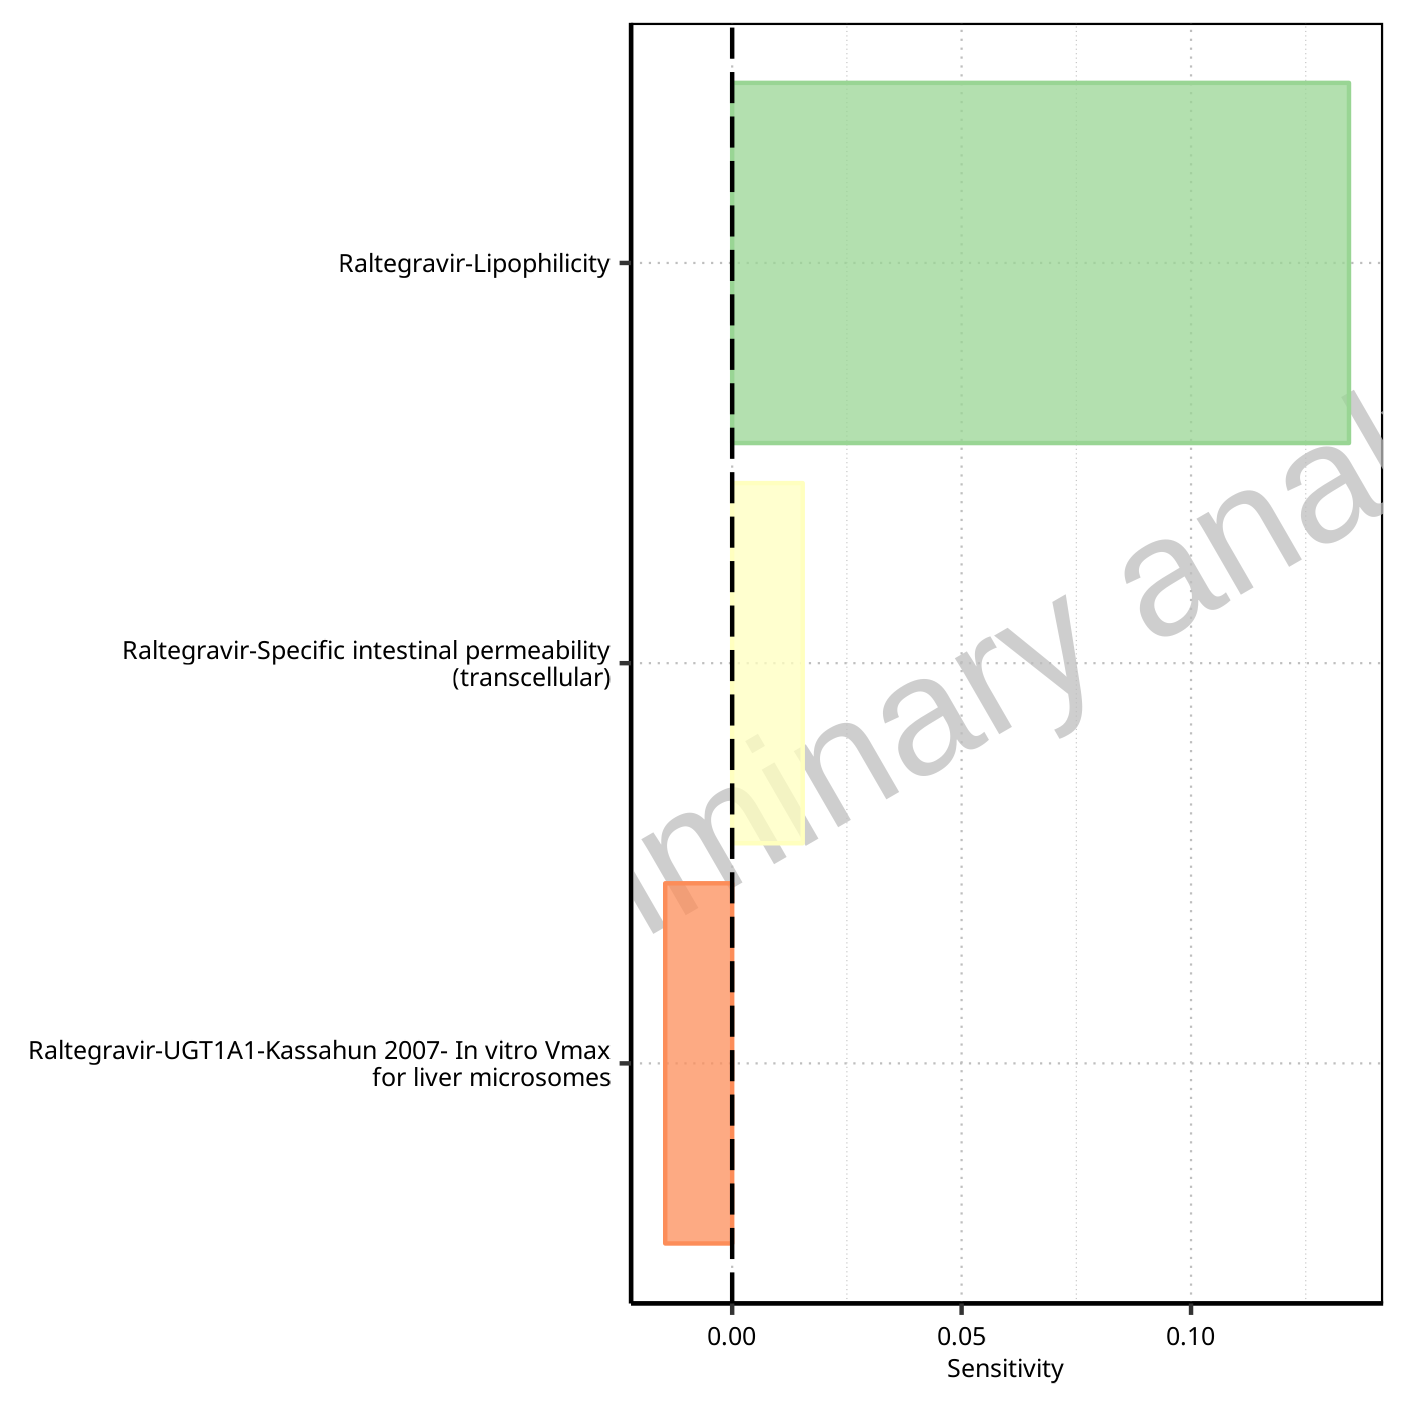 Raltegravir-Lipophilicity
Raltegravir-Specific intestinal permeability
(transcellular)
Raltegravir-UGT1A1-Kassahun 2007- In vitro Vmax
for liver microsomes
minary anal
0.00 0.05 0.10
Sensitivity